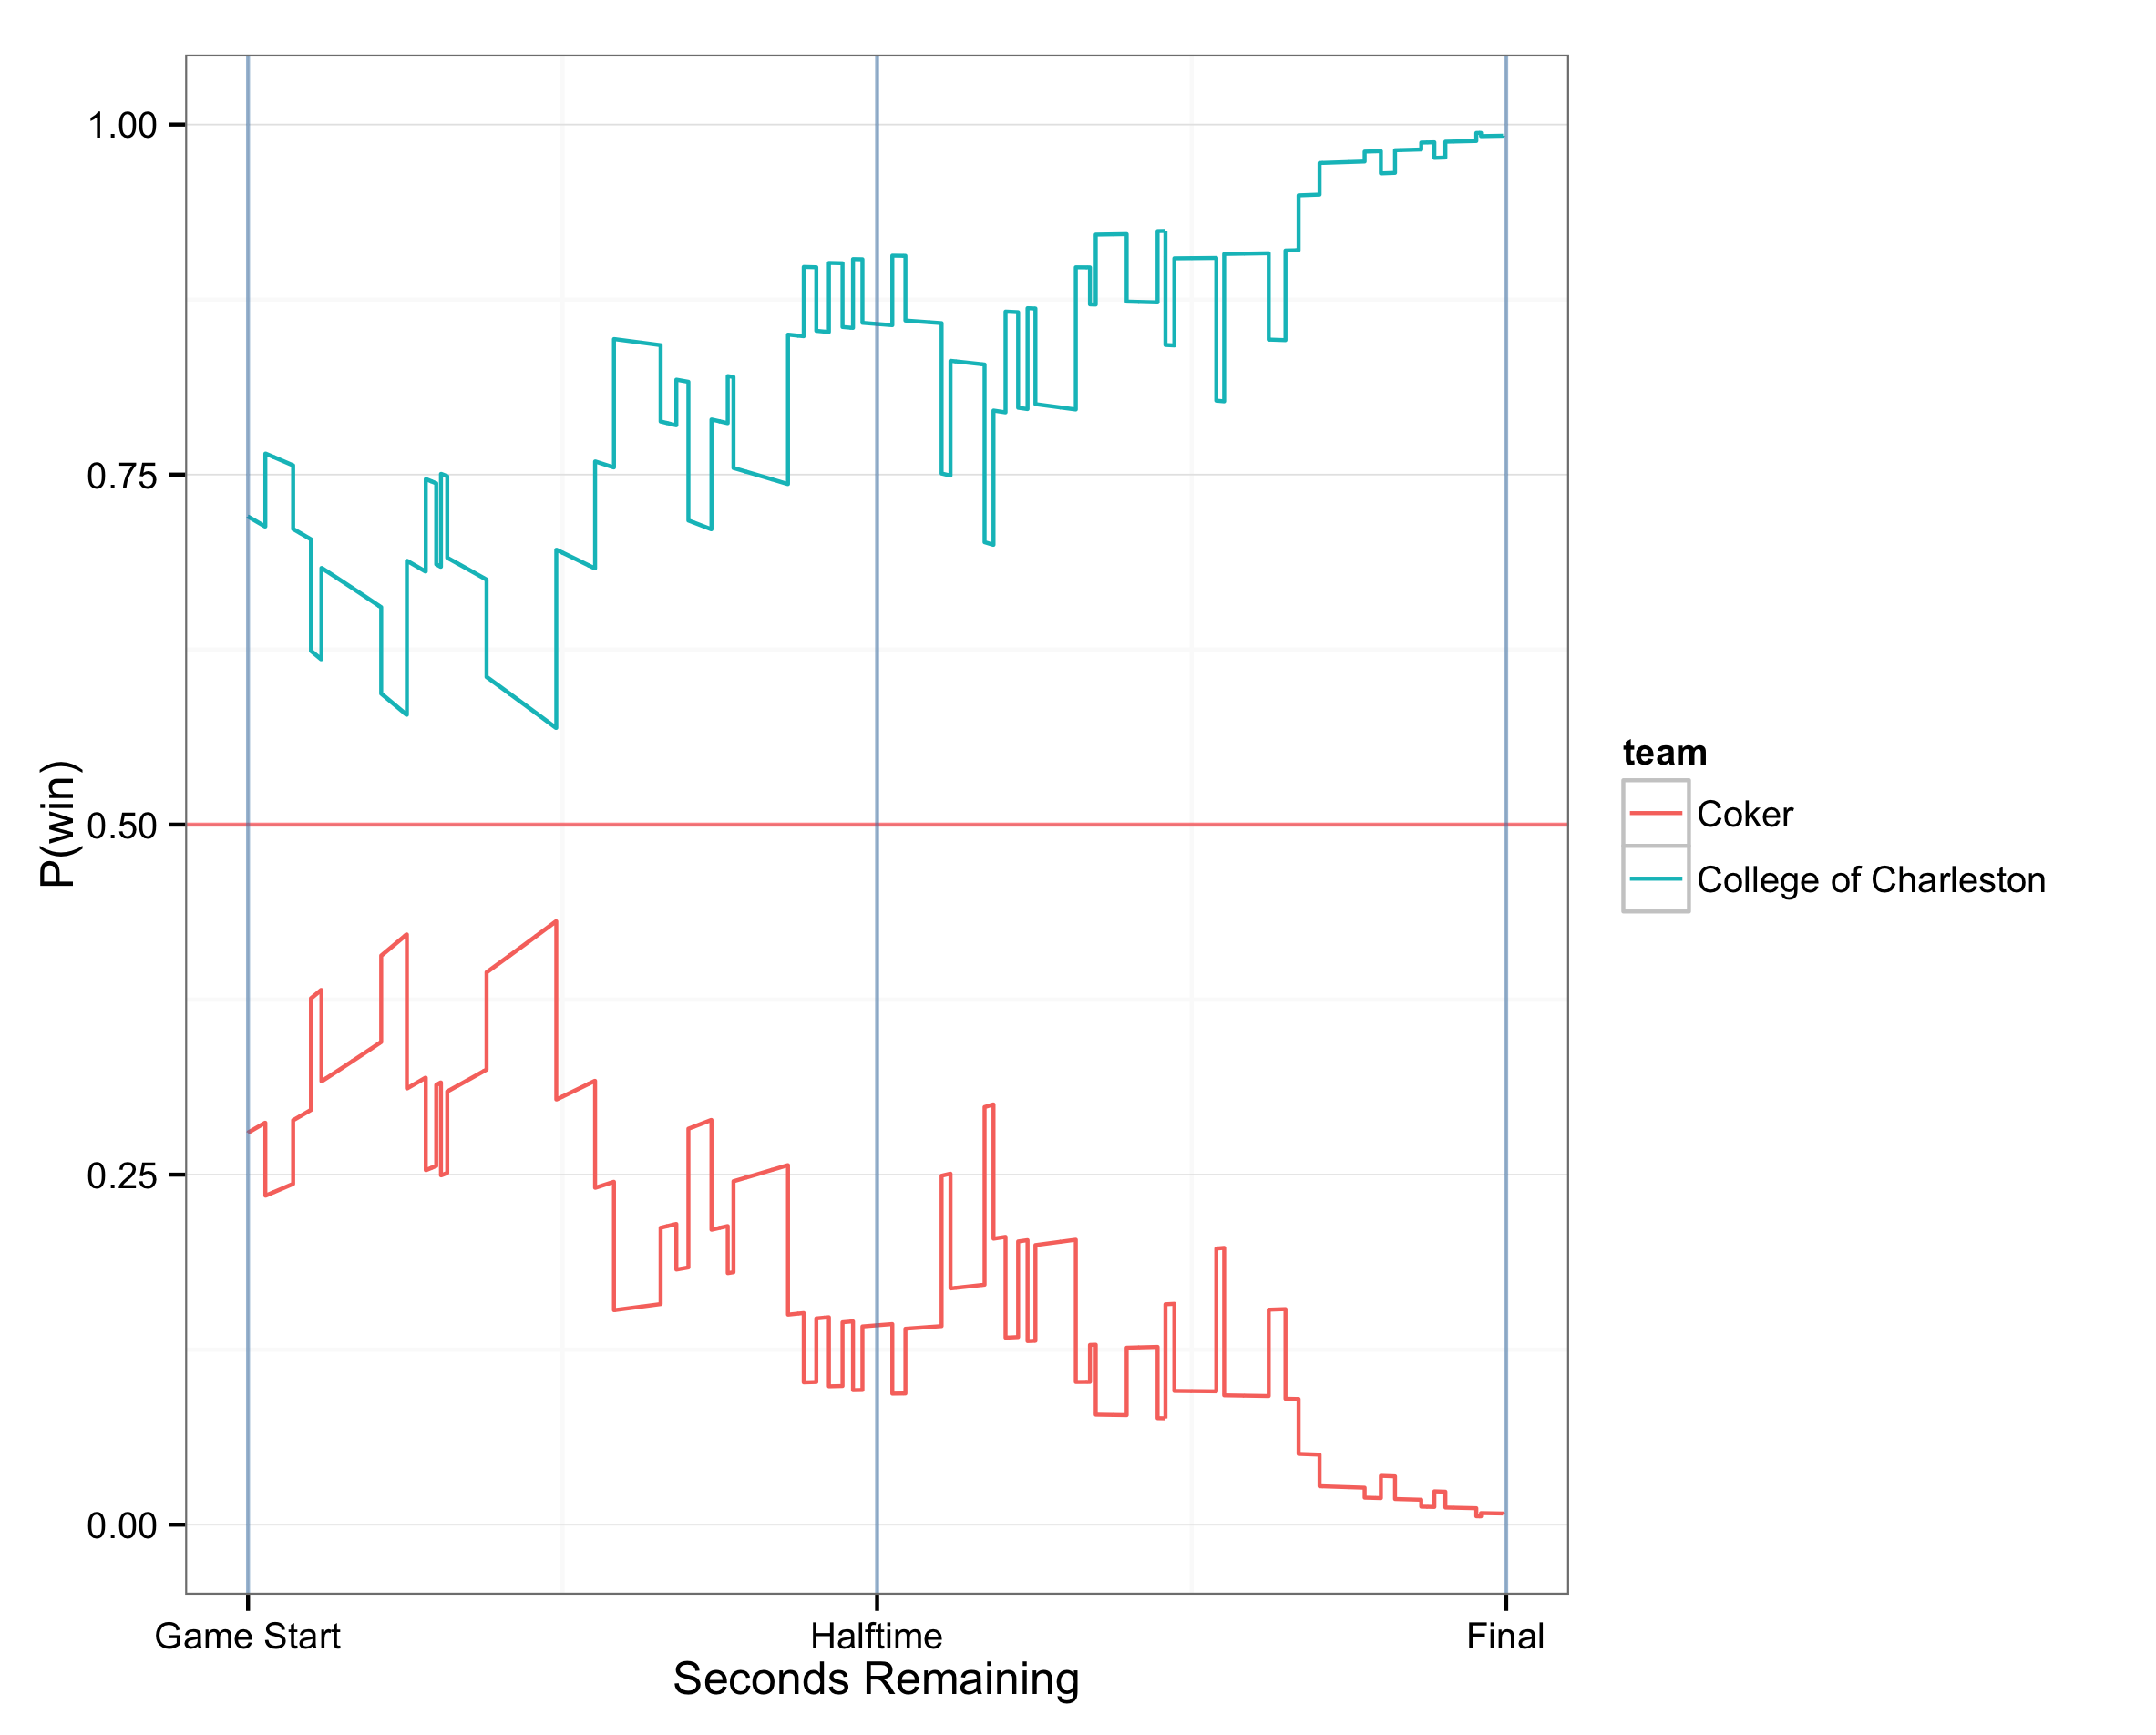 P(win)
1.00
0.75
0.50
0.25
0.00
Game Start
Halftime
Final
Seconds Remaining
team
Coker
College of Charleston